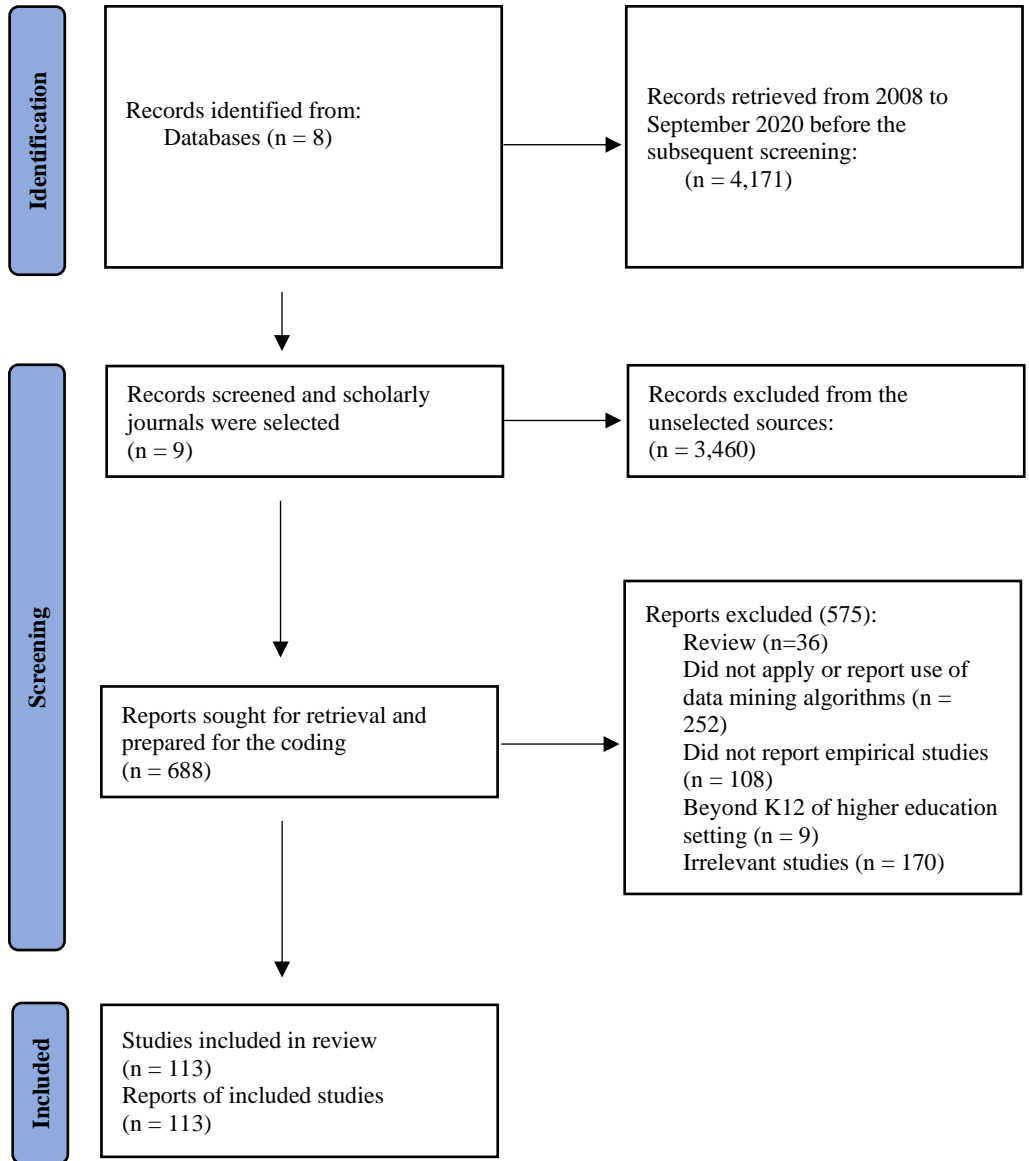 Identification
Records identified from:
Databases (n = 8)
Records retrieved from 2008 to
September 2020 before the
subsequent screening:
(n = 4,171)
Screening
Records screened and scholarly
journals were selected
(n = 9)
Records excluded from the
unselected sources:
(n = 3,460)
Reports sought for retrieval and
prepared for the coding
(n = 688)
Reports excluded (575):
Review (n=36)
Did not apply or report use of
data mining algorithms (n =
252)
Did not report empirical studies
(n = 108)
Beyond K12 of higher education
setting (n = 9)
Irrelevant studies (n = 170)
Included
Studies included in review
(n = 113)
Reports of included studies
(n = 113)